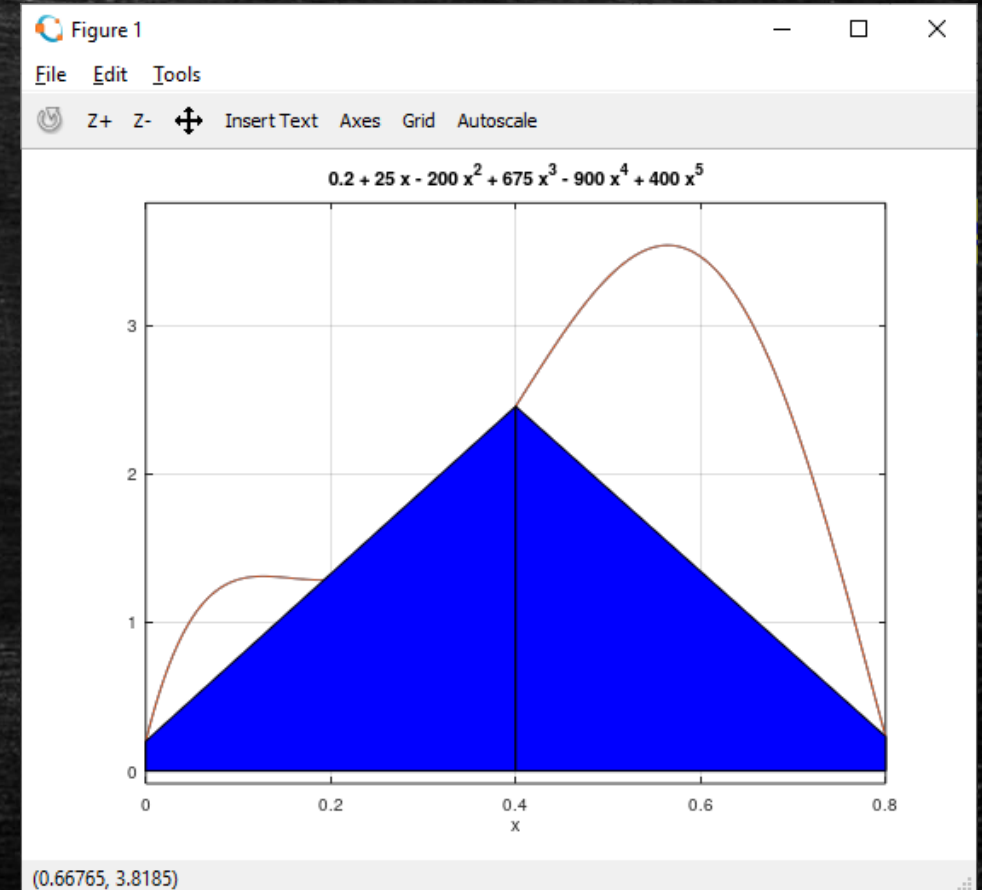 Figure 1
File Edit Tools
Z+ Z- Insert Text Axes Grid Autoscale
0.2 + 25 x - 200 x² + 675 x³ - 900 x⁴ + 400 x⁵
3
2
1
0
0 0.2 0.4 0.6 0.8
x
(0.66765, 3.8185)